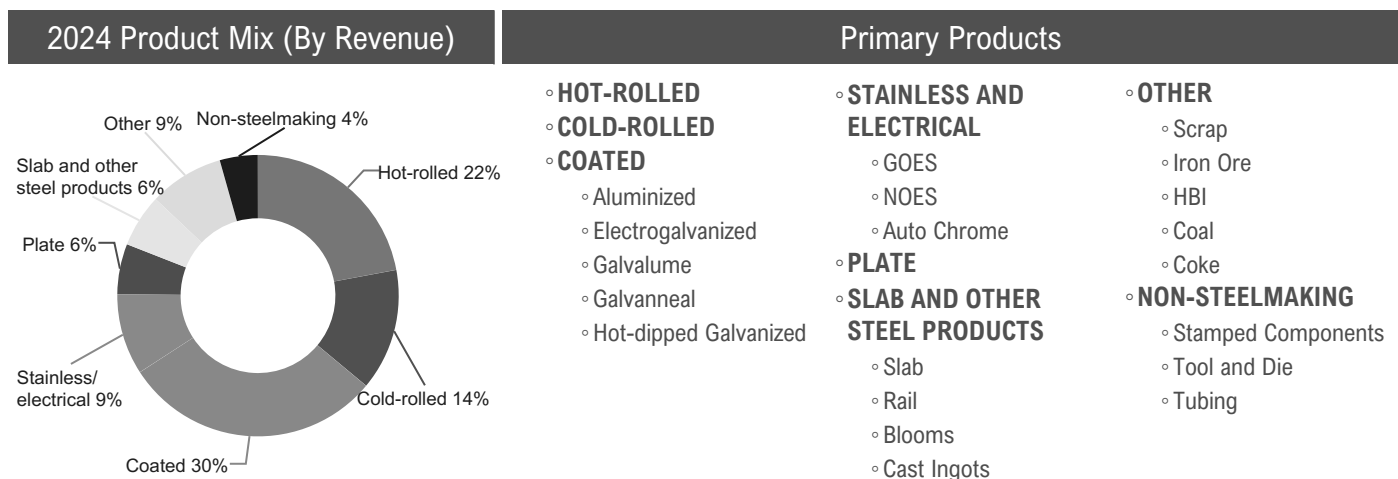 2024 Product Mix (By Revenue)
Other 9%
Non-steelmaking 4%
Slab and other
steel products 6%
Hot-rolled 22%
Plate 6%
Stainless/
electrical 9%
Cold-rolled 14%
Coated 30%
Primary Products
◦ HOT-ROLLED
◦ COLD-ROLLED
◦ COATED
◦ Aluminized
◦ Electrogalvanized
◦ Galvalume
◦ Galvanneal
◦ Hot-dipped Galvanized
◦ STAINLESS AND
ELECTRICAL
◦ GOES
◦ NOES
◦ Auto Chrome
◦ PLATE
◦ SLAB AND OTHER
STEEL PRODUCTS
◦ Slab
◦ Rail
◦ Blooms
◦ Cast Ingots
◦ OTHER
◦ Scrap
◦ Iron Ore
◦ HBI
◦ Coal
◦ Coke
◦ NON-STEELMAKING
◦ Stamped Components
◦ Tool and Die
◦ Tubing